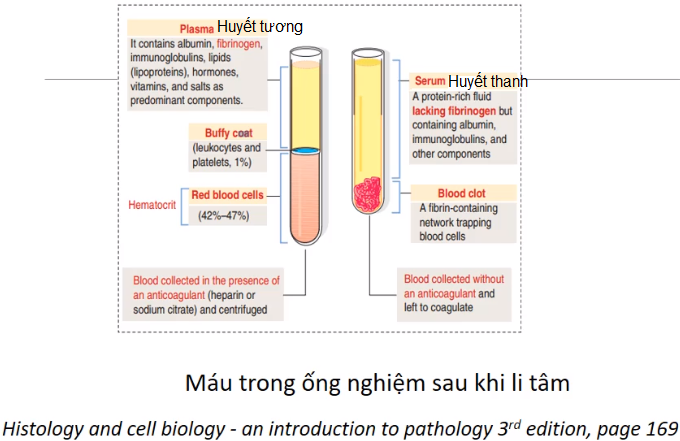 Plasma Huyết tương
It contains albumin, fibrinogen,
immunoglobulins, lipids
(lipoproteins), hormones,
vitamins, and salts as
predominant components.
Buffy coat
(leukocytes and
platelets, 1%)
Hematocrit
Red blood cells
(42%–47%)
Blood collected in the presence of
an anticoagulant (heparin or
sodium citrate) and centrifuged
Serum Huyết thanh
A protein-rich fluid
lacking fibrinogen but
containing albumin,
immunoglobulins, and
other components
Blood clot
A fibrin-containing
network trapping
blood cells
Blood collected without
an anticoagulant and
left to coagulate
Máu trong ống nghiệm sau khi li tâm
Histology and cell biology - an introduction to pathology 3rd edition, page 169